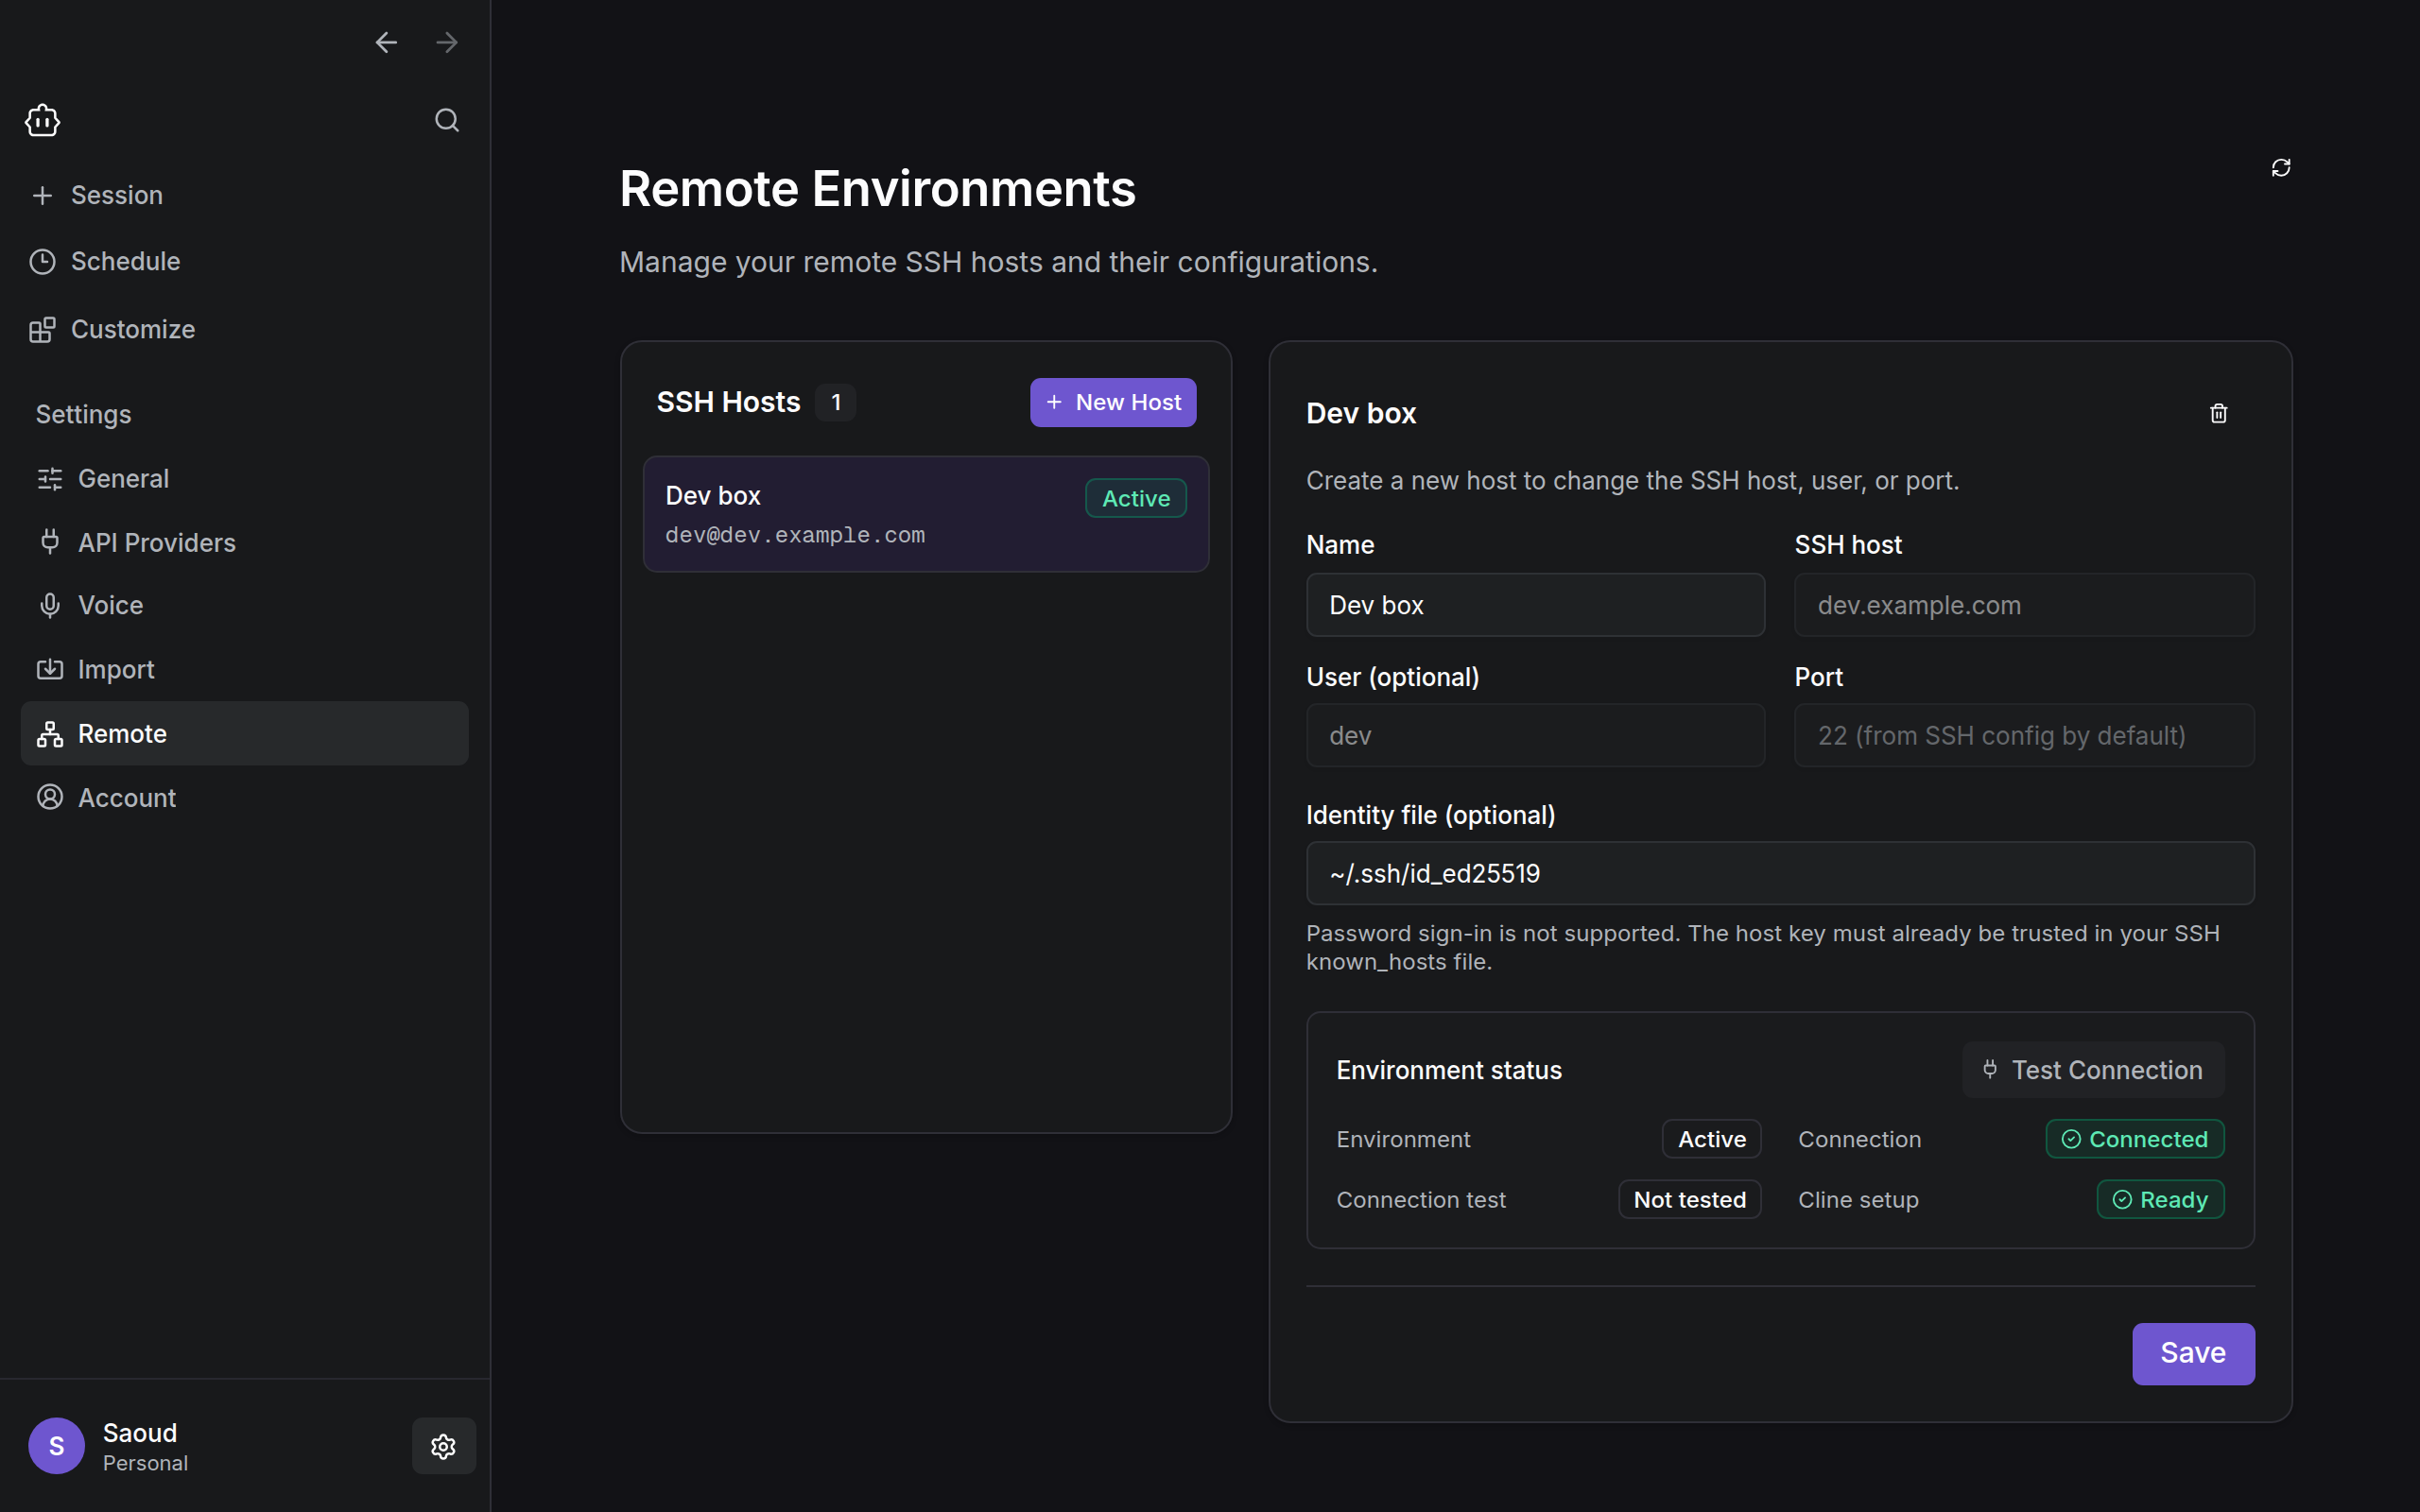 Session
Schedule
Customize
Settings
General
API Providers
Voice
Import
Remote
Account
S
Saoud
Personal
Remote Environments
Manage your remote SSH hosts and their configurations.
SSH Hosts 1
New Host
Dev box
Active
dev@dev.example.com
Dev box
Create a new host to change the SSH host, user, or port.
Name
Dev box
SSH host
dev.example.com
User (optional)
dev
Port
22 (from SSH config by default)
Identity file (optional)
~/.ssh/id_ed25519
Password sign-in is not supported. The host key must already be trusted in your SSH
known_hosts file.
Environment status
Test Connection
Environment Active
Connection Connected
Connection test Not tested
Cline setup Ready
Save